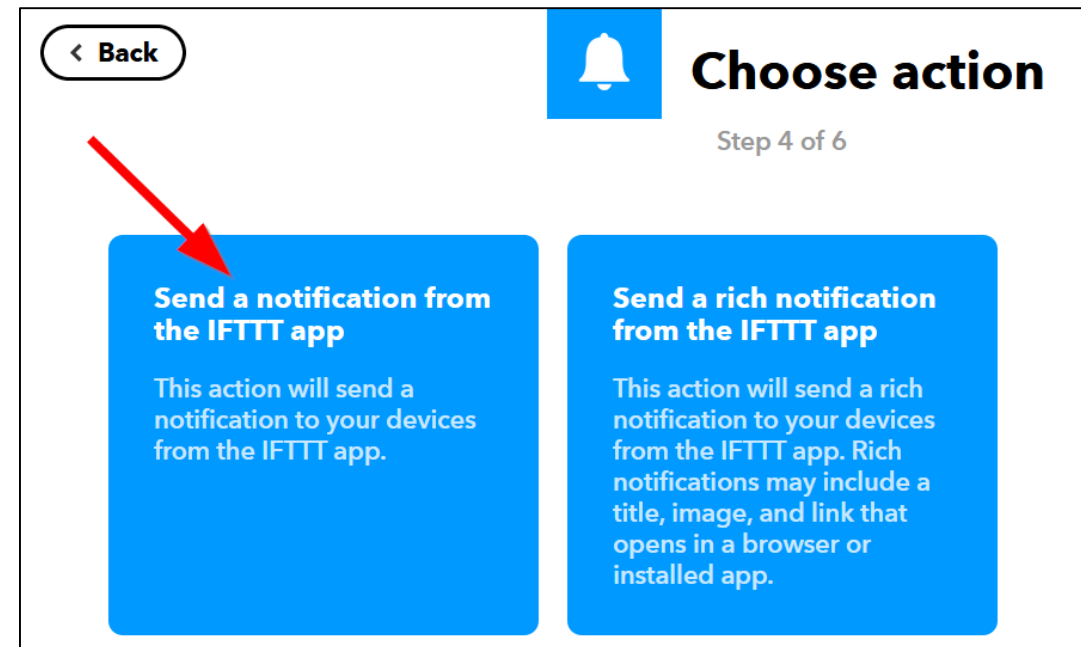 < Back
Choose action
Step 4 of 6
Send a notification from
the IFTTT app
This action will send a
notification to your devices
from the IFTTT app.
Send a rich notification
from the IFTTT app
This action will send a rich
notification to your devices
from the IFTTT app. Rich
notifications may include a
title, image, and link that
opens in a browser or
installed app.